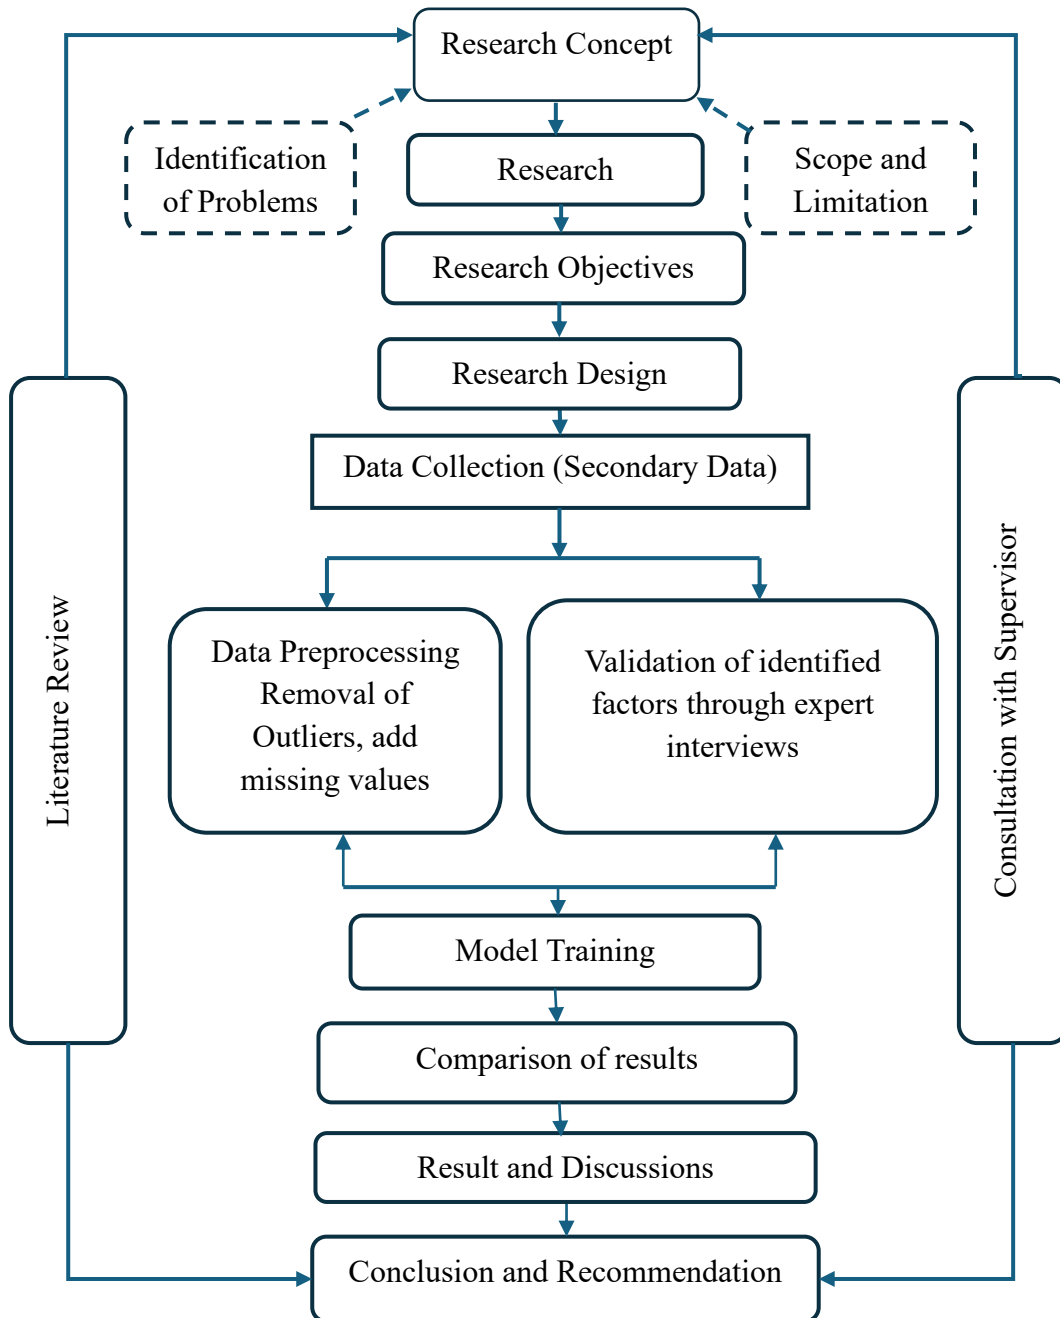 Research Concept
Identification
of Problems
Scope and
Limitation
Research
Research Objectives
Research Design
Data Collection (Secondary Data)
Literature Review
Consultation with Supervisor
Data Preprocessing
Removal of
Outliers, add
missing values
Validation of identified
factors through expert
interviews
Model Training
Comparison of results
Result and Discussions
Conclusion and Recommendation